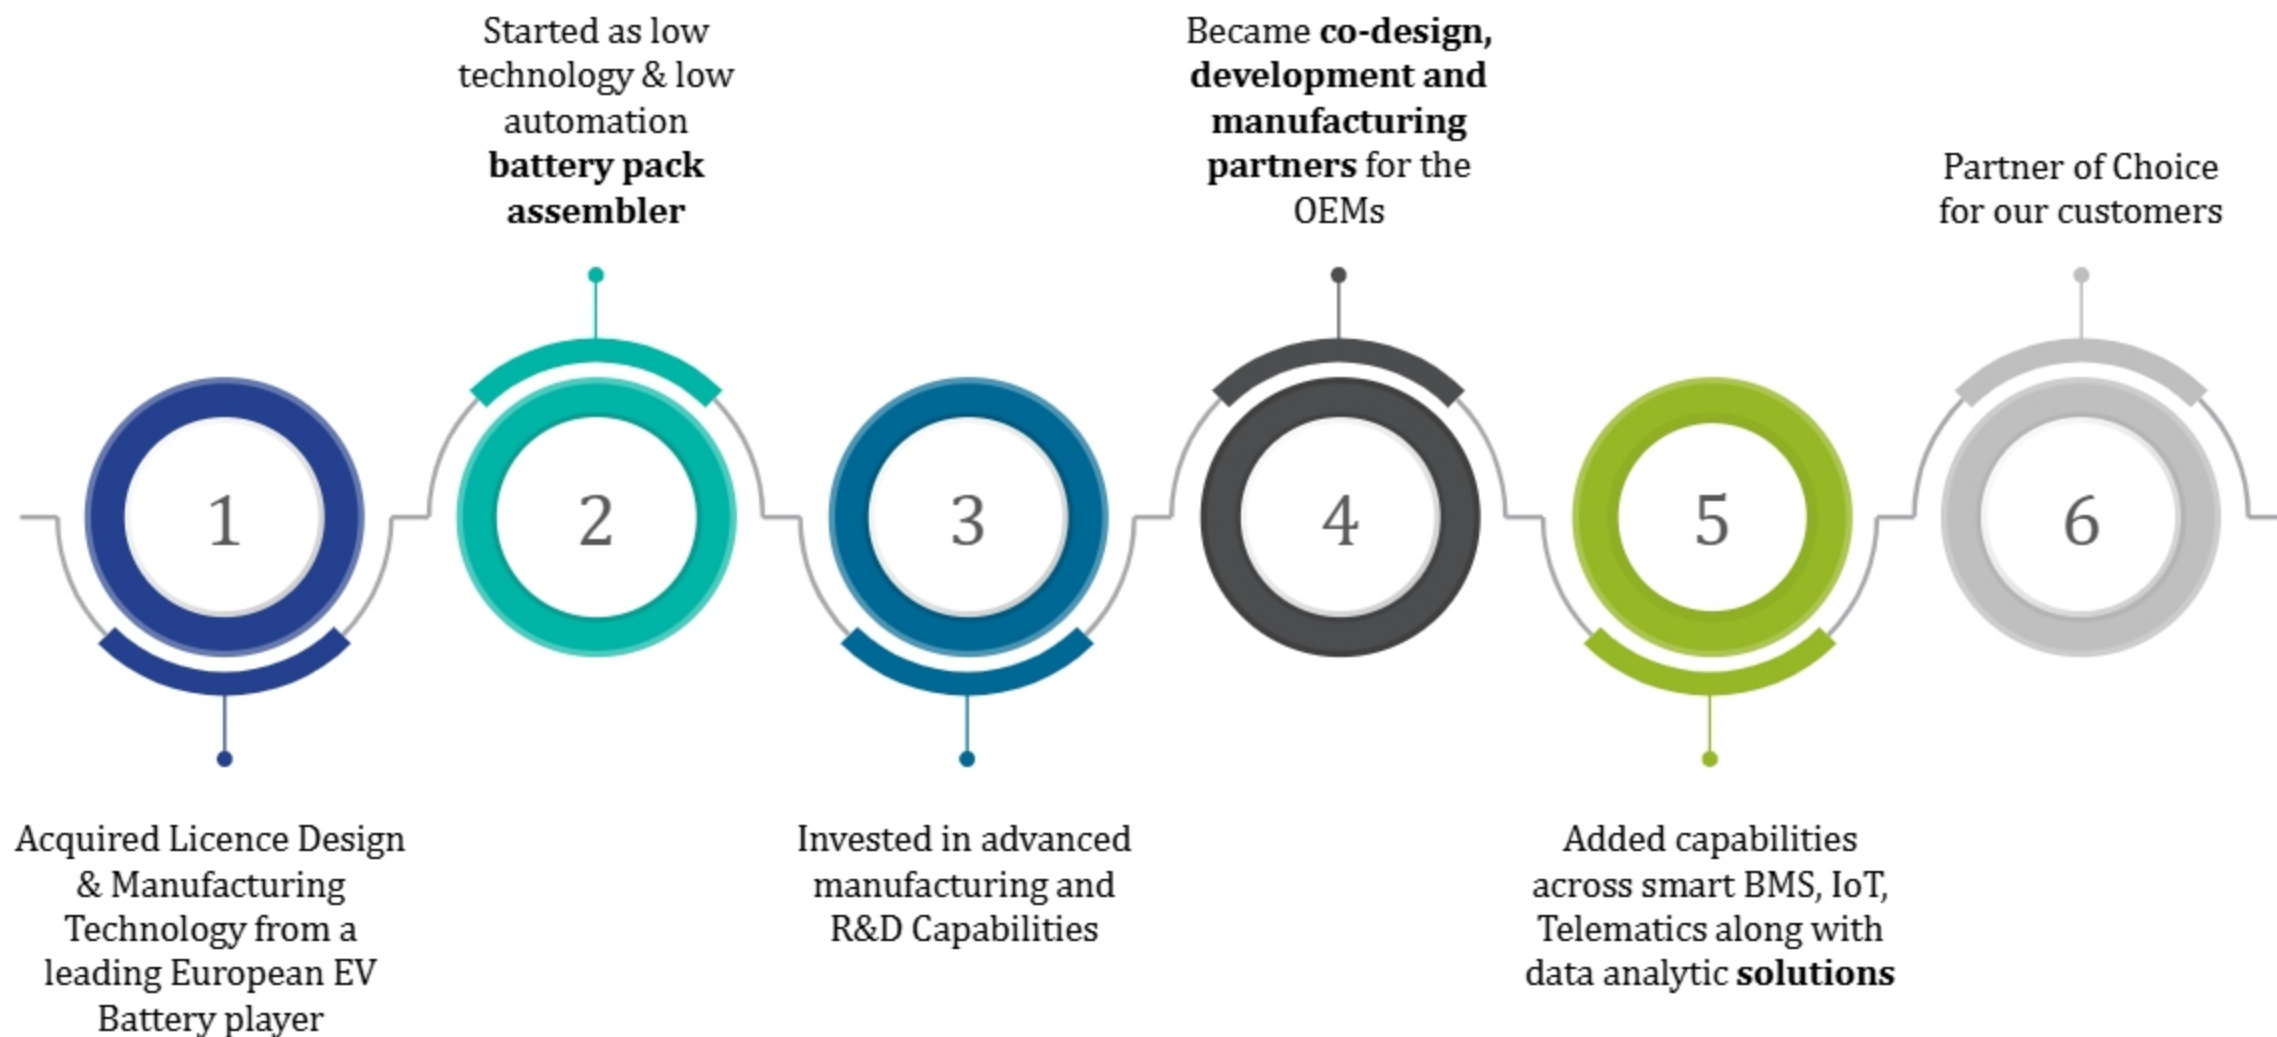 1
Acquired Licence Design
& Manufacturing
Technology from a
leading European EV
Battery player
Started as low
technology & low
automation
battery pack
assembler
2
3
Invested in advanced
manufacturing and
R&D Capabilities
Became co-design,
development and
manufacturing
partners for the
OEMs
4
5
Added capabilities
across smart BMS, IoT,
Telematics along with
data analytic solutions
Partner of Choice
for our customers
6